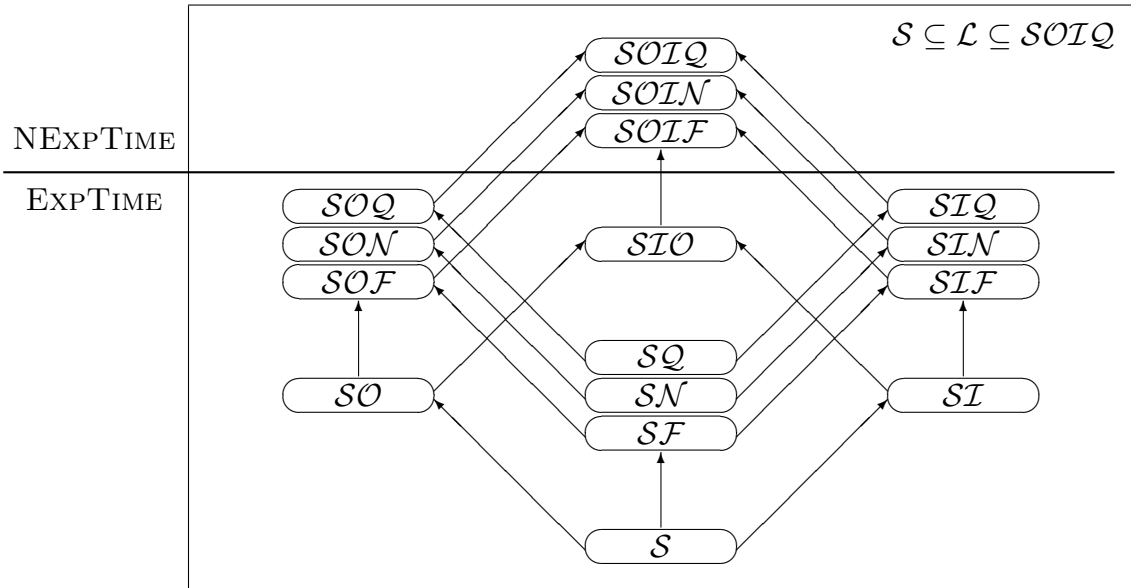 𝒮 ⊆ ℒ ⊆ 𝒮𝒪ℐ𝒬
𝒮𝒪ℐ𝒬
𝒮𝒪ℐ𝒩
𝒮𝒪ℐℱ
NEXPTIME
EXPTIME
𝒮𝒪𝒬
𝒮𝒪𝒩
𝒮𝒪ℱ
𝒮ℐ𝒪
𝒮ℐ𝒬
𝒮ℐ𝒩
𝒮ℐℱ
𝒮𝒬
𝒮𝒩
𝒮ℱ
𝒮𝒪
𝒮ℐ
𝒮